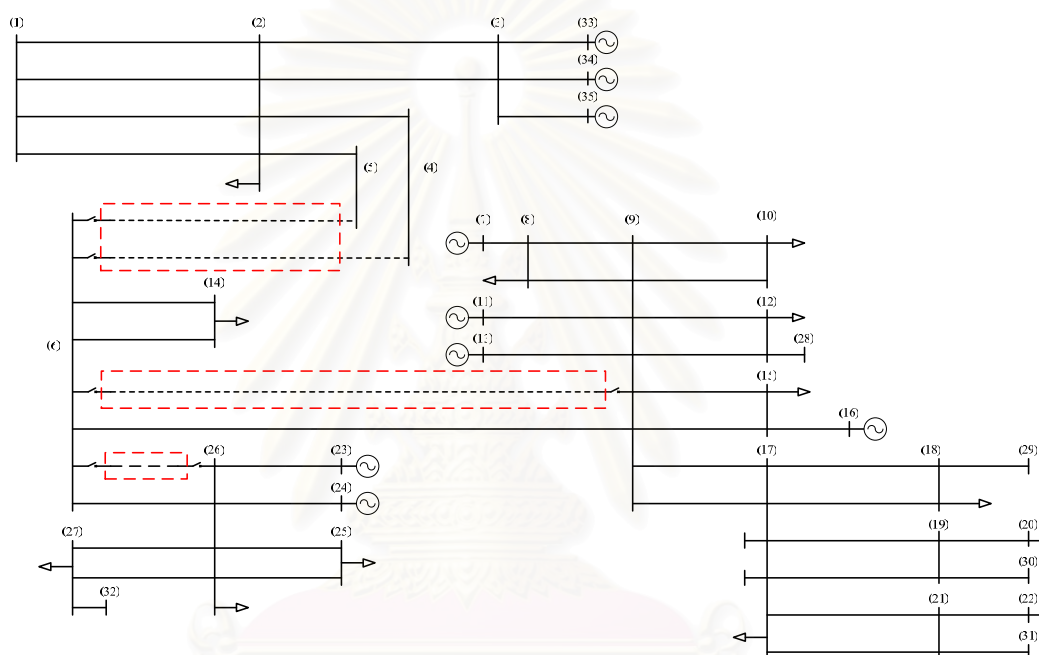 (1) (2) (3) (33)
(34)
(35)
(5) (4)
(7) (8) (9) (10)
(14)
(11) (12)
(13) (28)
(6)
(15)
(16)
(26) (23) (17) (18) (29)
(24)
(27) (25) (19) (20)
(30)
(32) (21) (22)
(31)